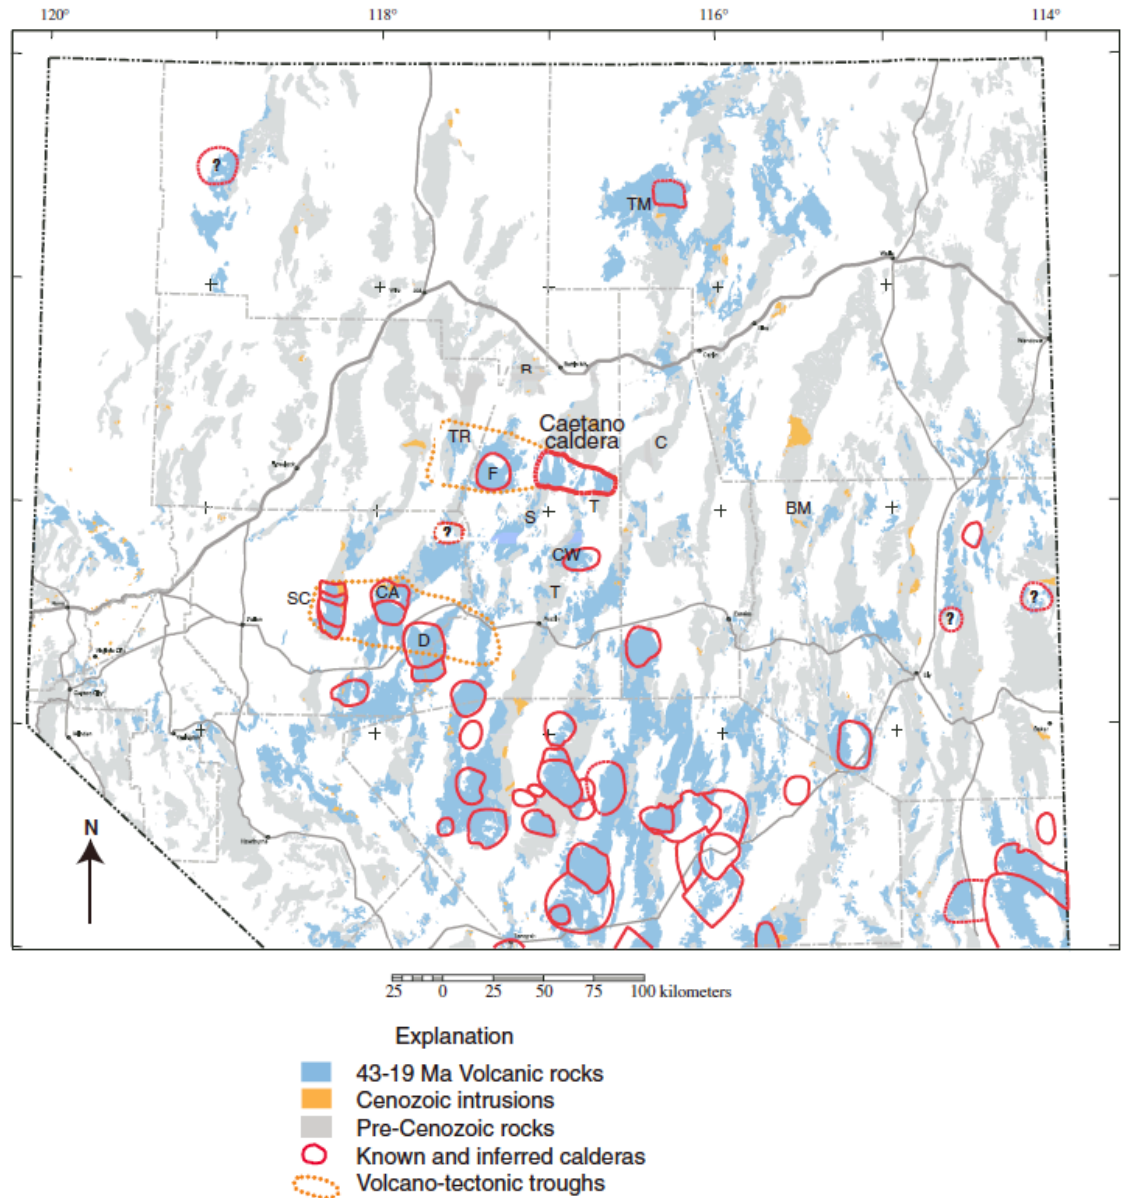 120°
118°
116°
114°
?
TM
R
Caetano
caldera
TR
C
F
T
BM
S
?
CW
T
SC
CA
?
?
D
N
25 0 25 50 75 100 kilometers
Explanation
43-19 Ma Volcanic rocks
Cenozoic intrusions
Pre-Cenozoic rocks
Known and inferred calderas
Volcano-tectonic troughs